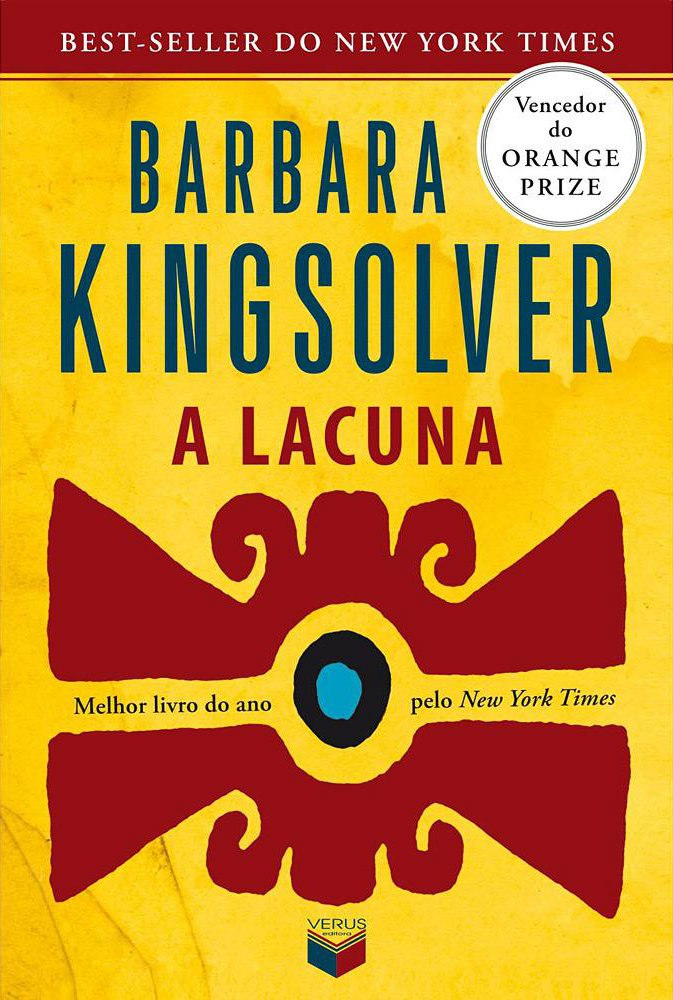 BEST-SELLER DO NEW YORK TIMES
Vencedor
do
ORANGE
PRIZE
BARBARA
KINGSOLVER
A LACUNA
Melhor livro do ano pelo New York Times
VERUS
editora